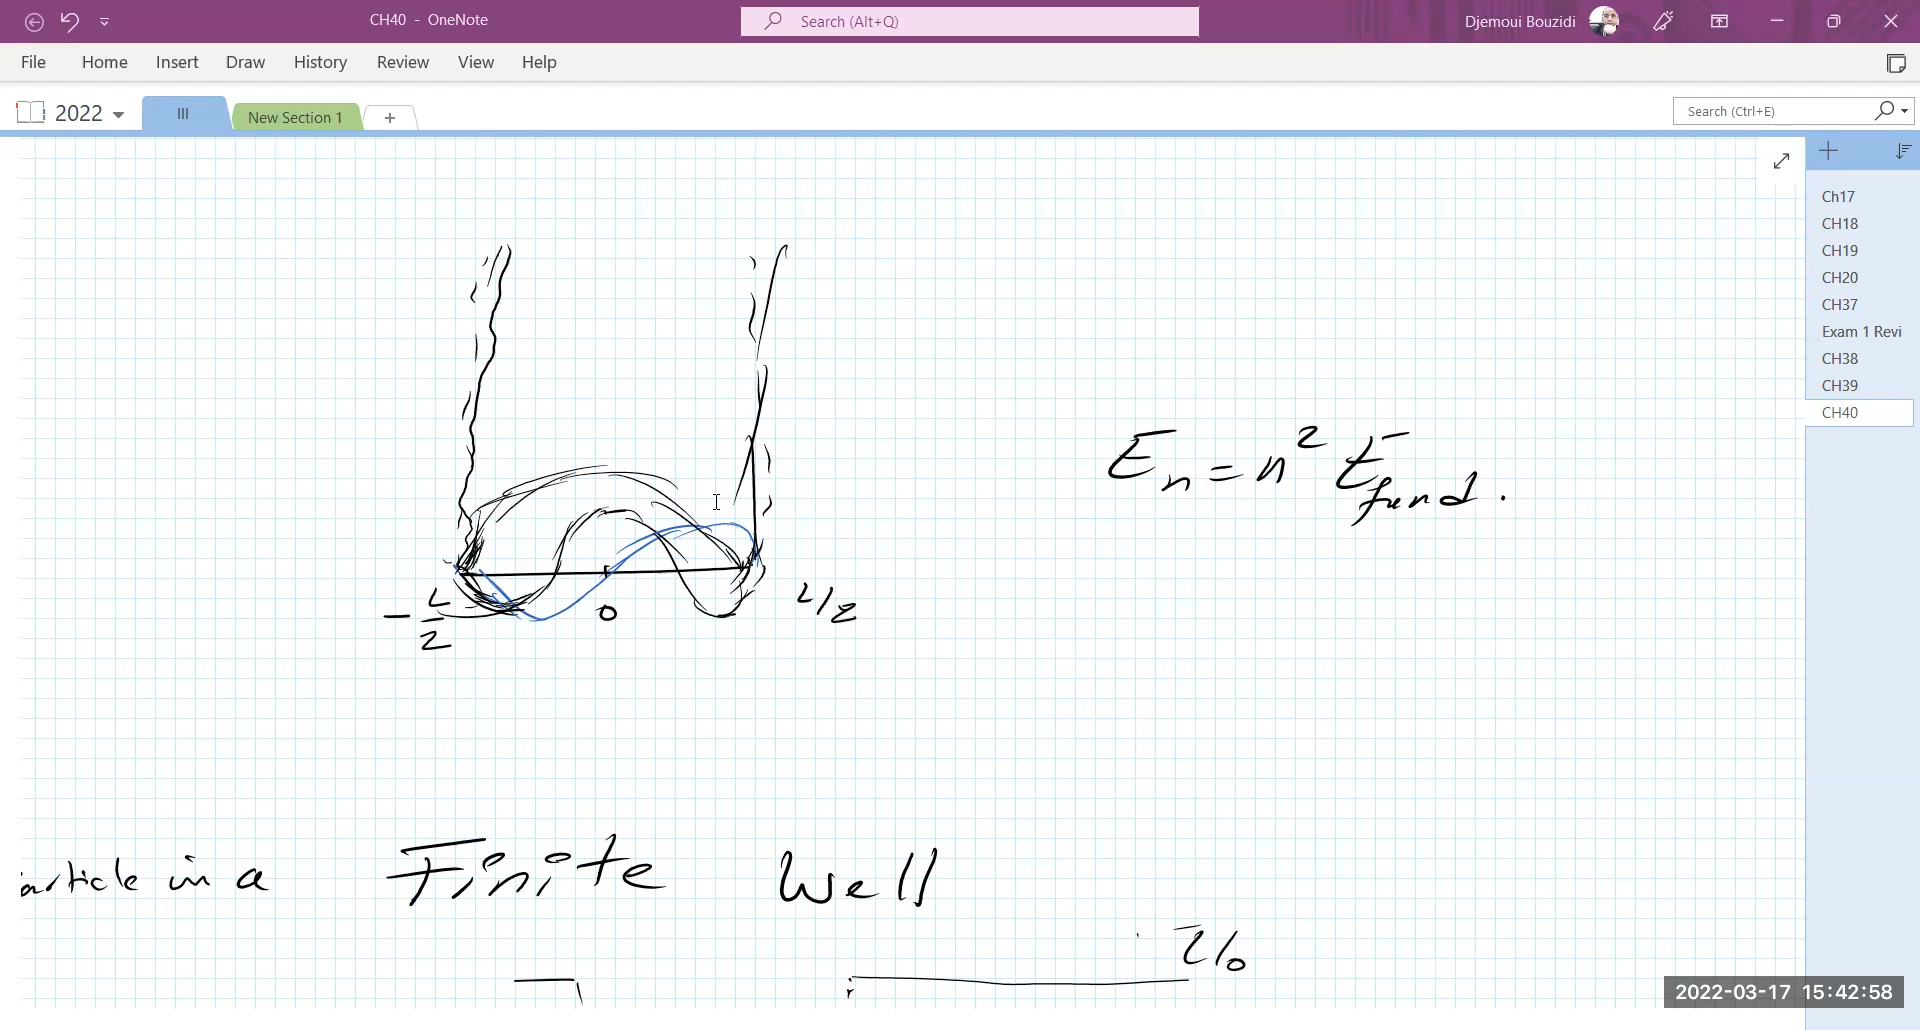 CH40 - OneNote
Search (Alt+Q)
Djemoui Bouzidi
File Home Insert Draw History Review View Help
2022
III
New Section 1
+
Search (Ctrl+E)
Ch17
CH18
CH19
CH20
CH37
Exam 1 Revi
CH38
CH39
CH40
Eₙ = n² E_fund.
-L/2
0
L/2
article in a Finite Well
U₀
2022-03-17 15:42:58